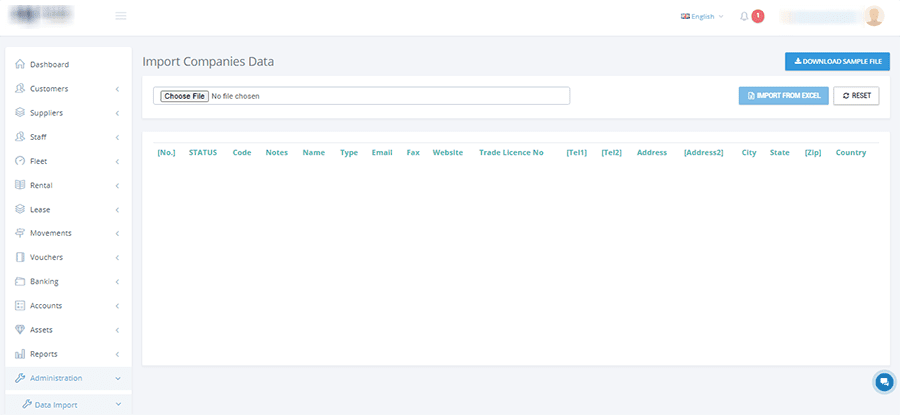 English
1
Dashboard
Customers
Suppliers
Staff
Fleet
Rental
Lease
Movements
Vouchers
Banking
Accounts
Assets
Reports
Administration
Data Import
Import Companies Data
DOWNLOAD SAMPLE FILE
Choose File No file chosen
IMPORT FROM EXCEL
RESET
[No.] STATUS Code Notes Name Type Email Fax Website Trade Licence No [Tel1] [Tel2] Address [Address2] City State [Zip] Country